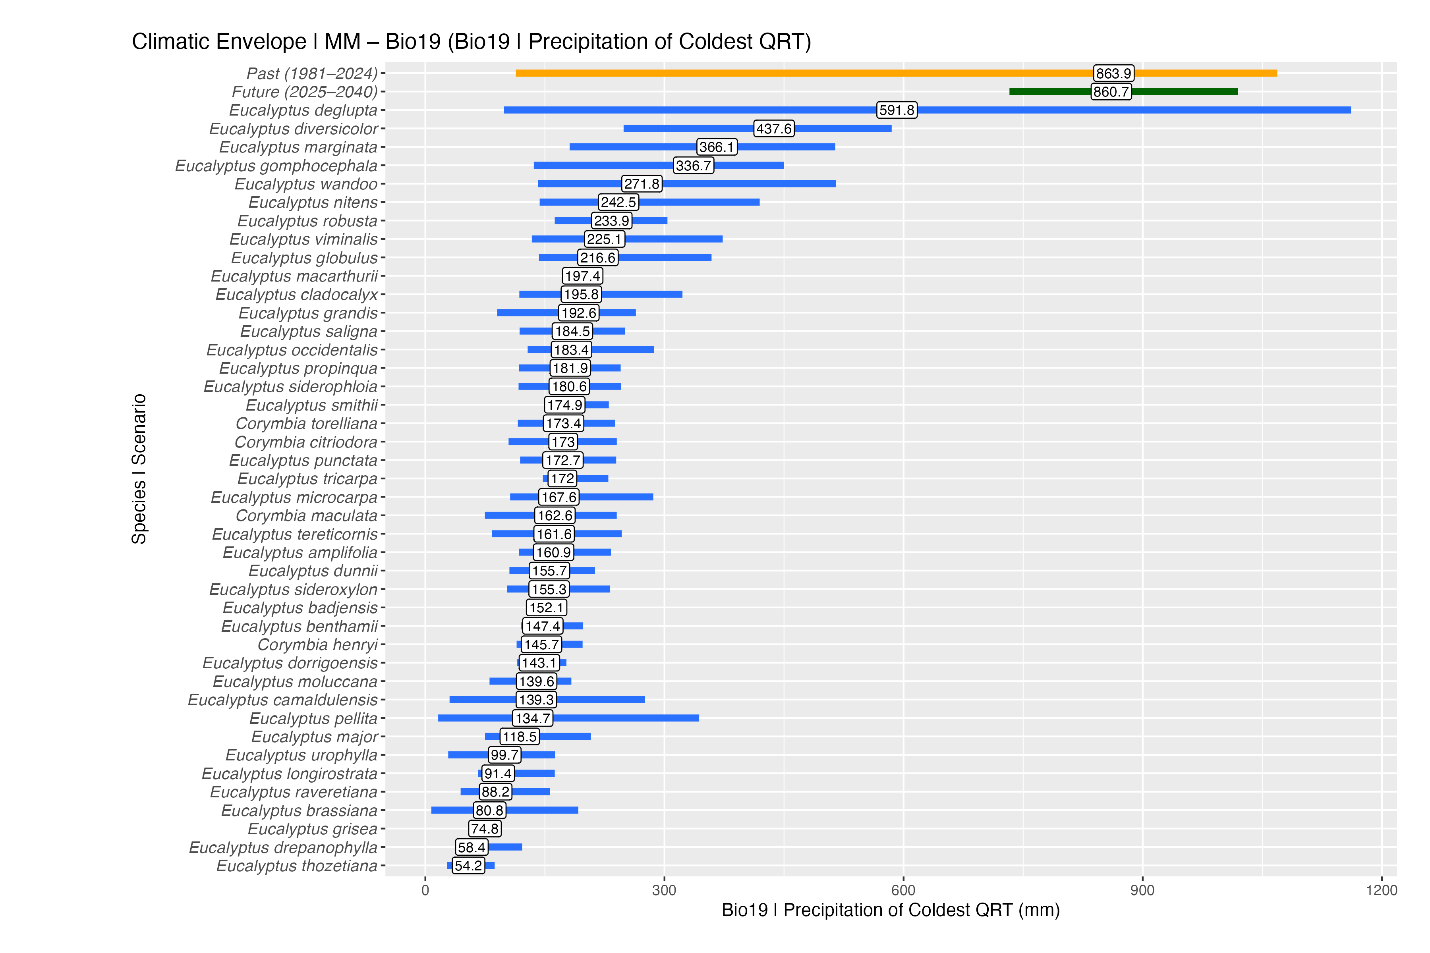 Climatic Envelope | MM – Bio19 (Bio19 | Precipitation of Coldest QRT)
Species | Scenario
Past (1981–2024) 863.9
Future (2025–2040) 860.7
Eucalyptus deglupta 591.8
Eucalyptus diversicolor 437.6
Eucalyptus marginata 366.1
Eucalyptus gomphocephala 336.7
Eucalyptus wandoo 271.8
Eucalyptus nitens 242.5
Eucalyptus robusta 233.9
Eucalyptus viminalis 225.1
Eucalyptus globulus 216.6
Eucalyptus macarthurii 197.4
Eucalyptus cladocalyx 195.8
Eucalyptus grandis 192.6
Eucalyptus saligna 184.5
Eucalyptus occidentalis 183.4
Eucalyptus propinqua 181.9
Eucalyptus siderophloia 180.6
Eucalyptus smithii 174.9
Corymbia torelliana 173.4
Corymbia citriodora 173
Eucalyptus punctata 172.7
Eucalyptus tricarpa 172
Eucalyptus microcarpa 167.6
Corymbia maculata 162.6
Eucalyptus tereticornis 161.6
Eucalyptus amplifolia 160.9
Eucalyptus dunnii 155.7
Eucalyptus sideroxylon 155.3
Eucalyptus badjensis 152.1
Eucalyptus benthamii 147.4
Corymbia henryi 145.7
Eucalyptus dorrigoensis 143.1
Eucalyptus moluccana 139.6
Eucalyptus camaldulensis 139.3
Eucalyptus pellita 134.7
Eucalyptus major 118.5
Eucalyptus urophylla 99.7
Eucalyptus longirostrata 91.4
Eucalyptus raveretiana 88.2
Eucalyptus brassiana 80.8
Eucalyptus grisea 74.8
Eucalyptus drepanophylla 58.4
Eucalyptus thozetiana 54.2
0 300 600 900 1200
Bio19 | Precipitation of Coldest QRT (mm)